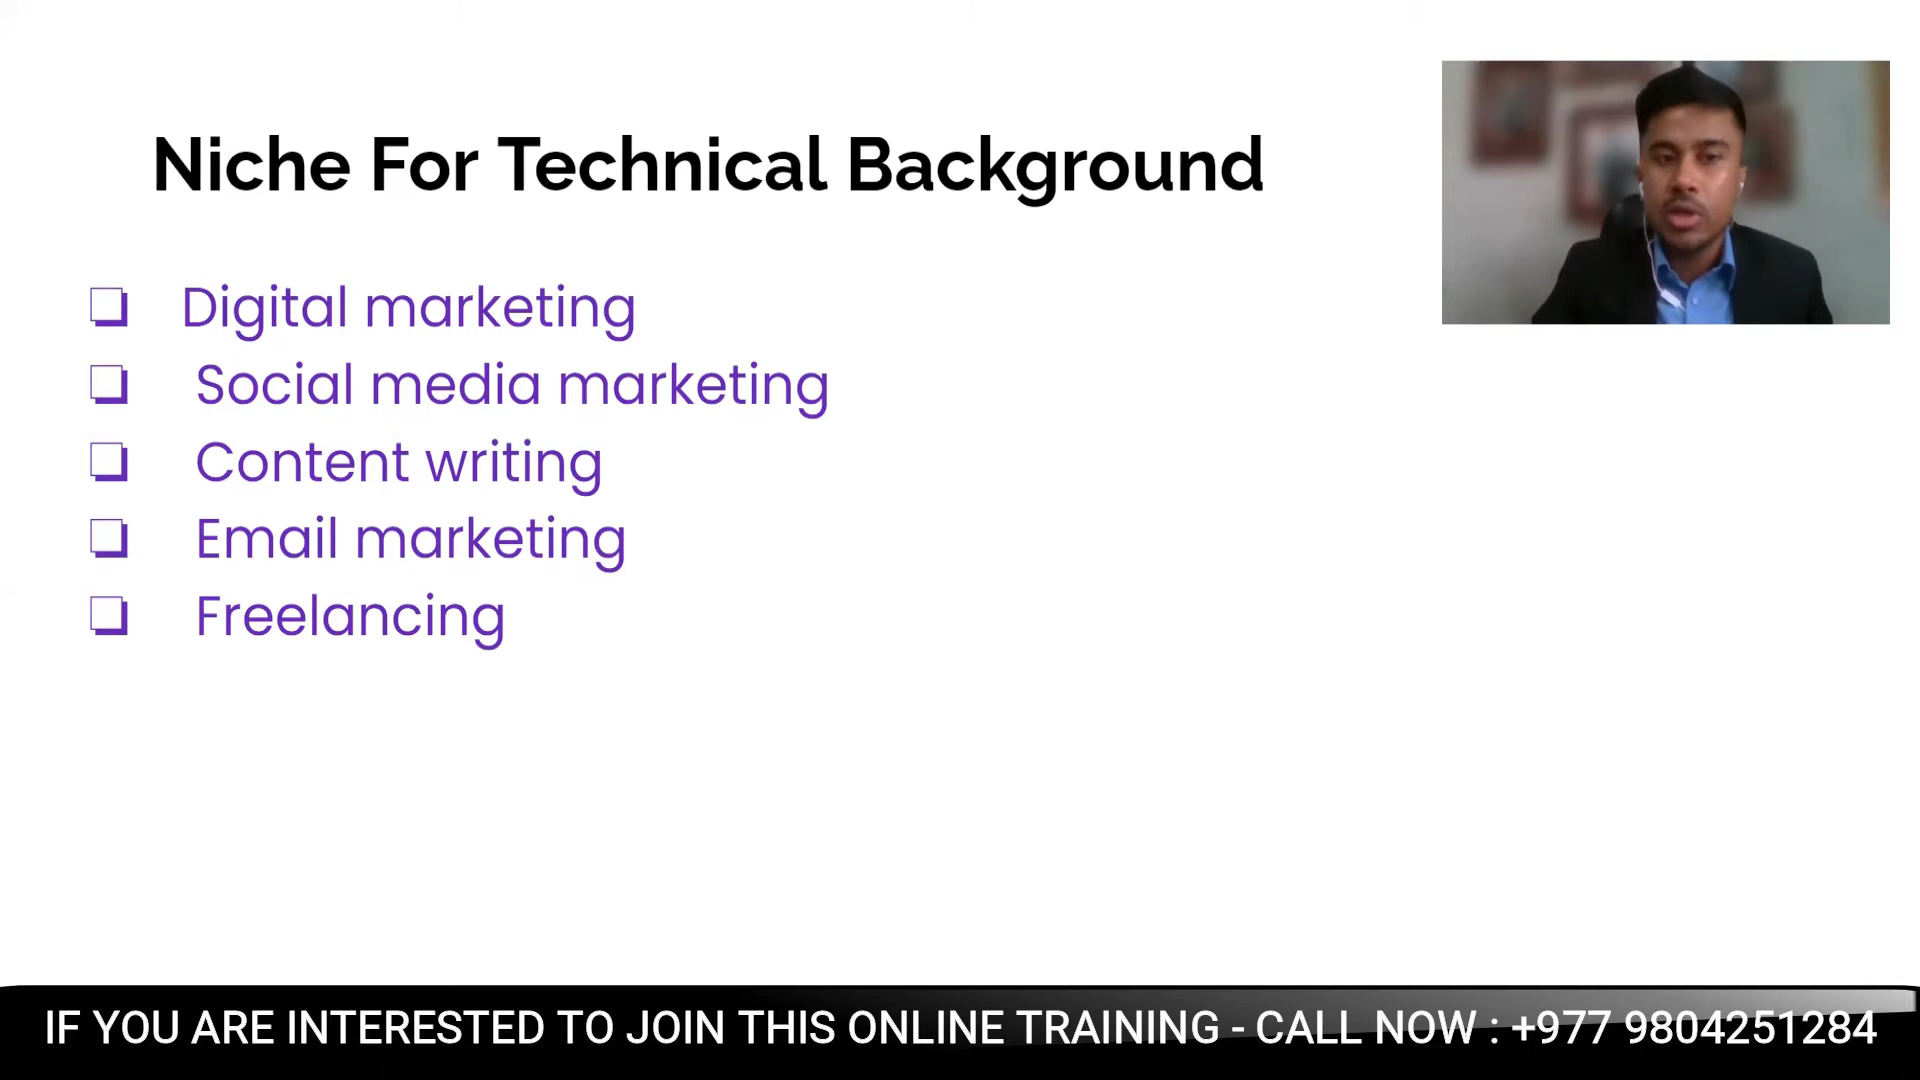 Niche For Technical Background
❏ Digital marketing
❏ Social media marketing
❏ Content writing
❏ Email marketing
❏ Freelancing
IF YOU ARE INTERESTED TO JOIN THIS ONLINE TRAINING - CALL NOW : +977 9804251284